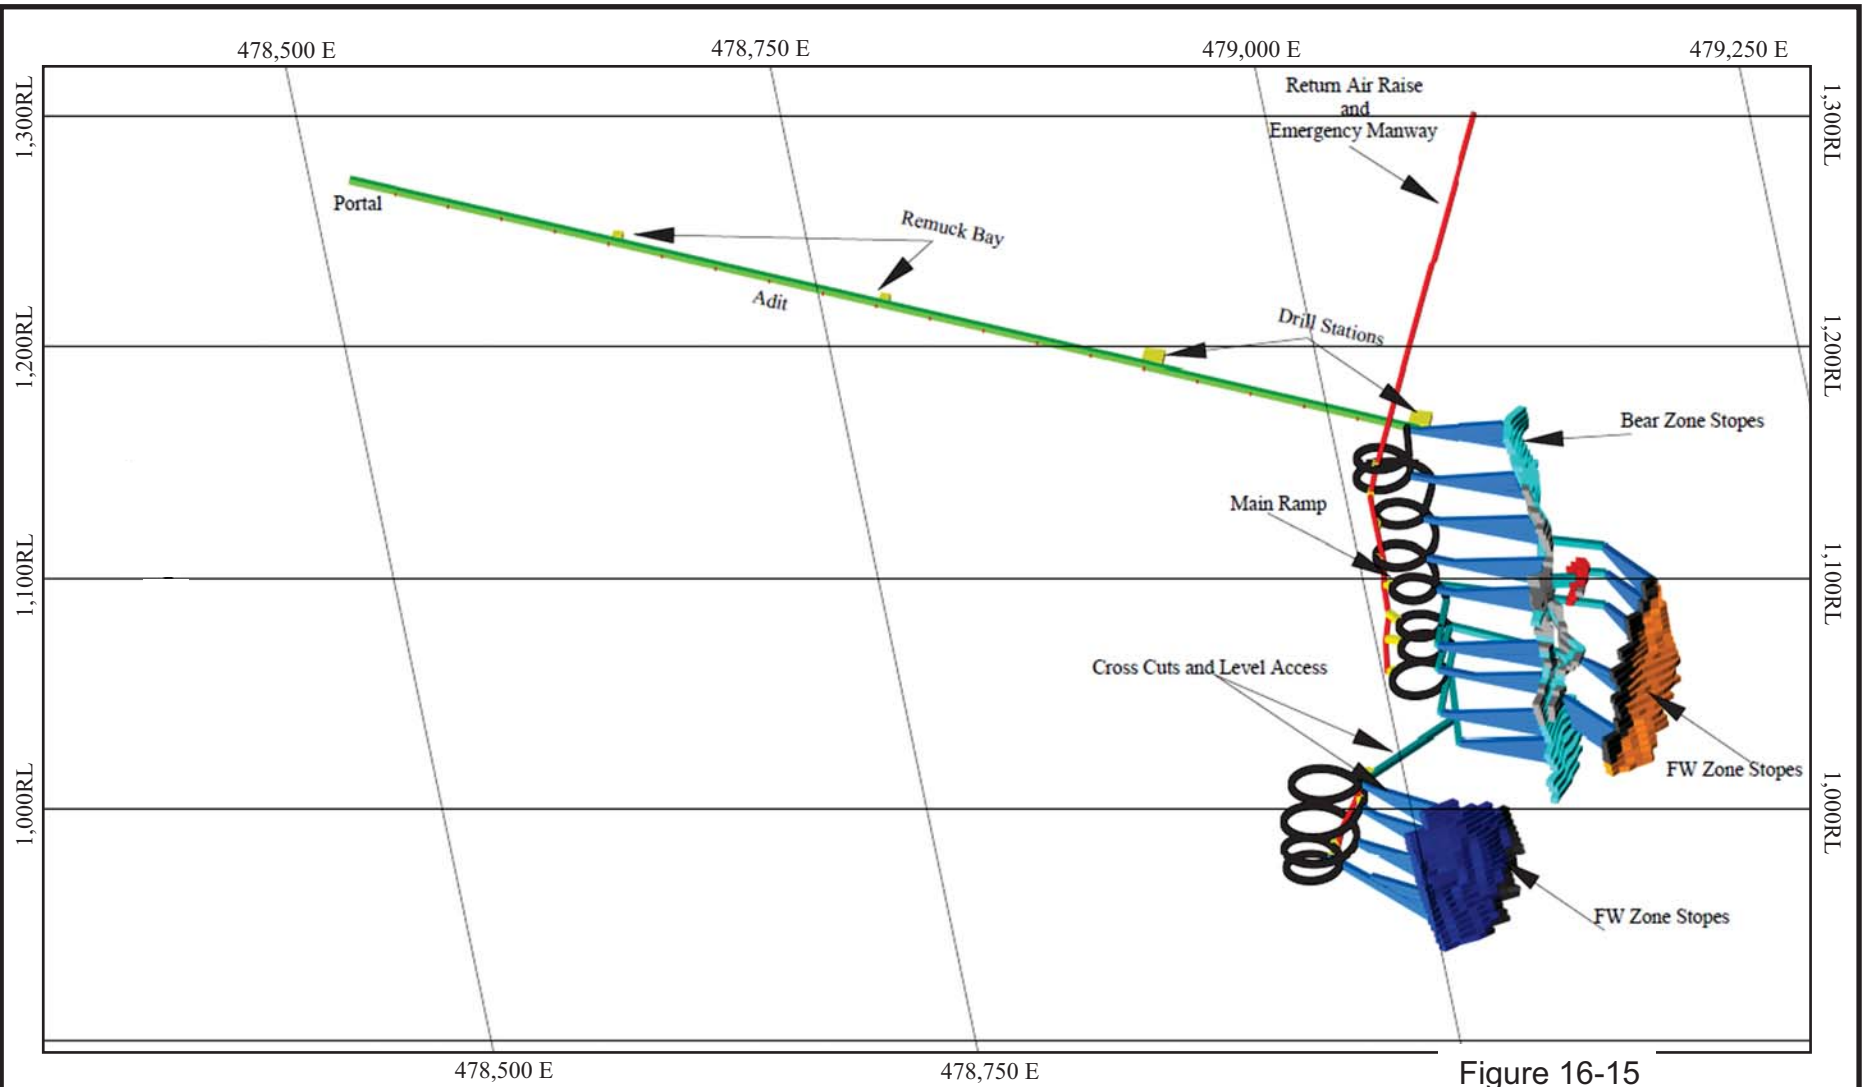 478,500 E
478,750 E
479,000 E
479,250 E
1,300RL
1,300RL
Return Air Raise
and
Emergency Manway
Portal
Remuck Bay
Adit
Drill Stations
1,200RL
1,200RL
Bear Zone Stopes
Main Ramp
1,100RL
1,100RL
Cross Cuts and Level Access
FW Zone Stopes
1,000RL
1,000RL
FW Zone Stopes
478,500 E
478,750 E
Figure 16-15